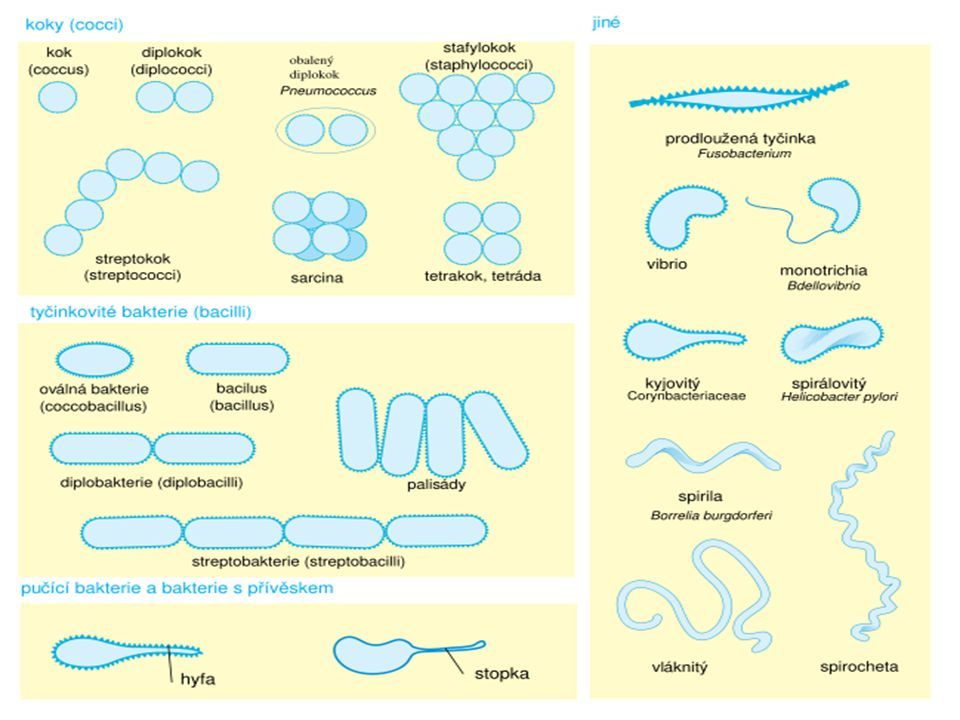 koky (cocci)
kok
(coccus)
diplokok
(diplococci)
obalený
diplokok
Pneumococcus
stafylokok
(staphylococci)
streptokok
(streptococci)
sarcina
tetrakok, tetráda
tyčinkovité bakterie (bacilli)
oválná bakterie
(coccobacillus)
bacilus
(bacillus)
diplobakterie (diplobacilli)
palisády
streptobakterie (streptobacilli)
pučící bakterie a bakterie s přívěskem
hyfa
stopka
jiné
prodloužená tyčinka
Fusobacterium
vibrio
monotrichia
Bdellovibrio
kyjovitý
Corynbacteriaceae
spirálovitý
Helicobacter pylori
spirila
Borrelia burgdorferi
vláknitý
spirocheta